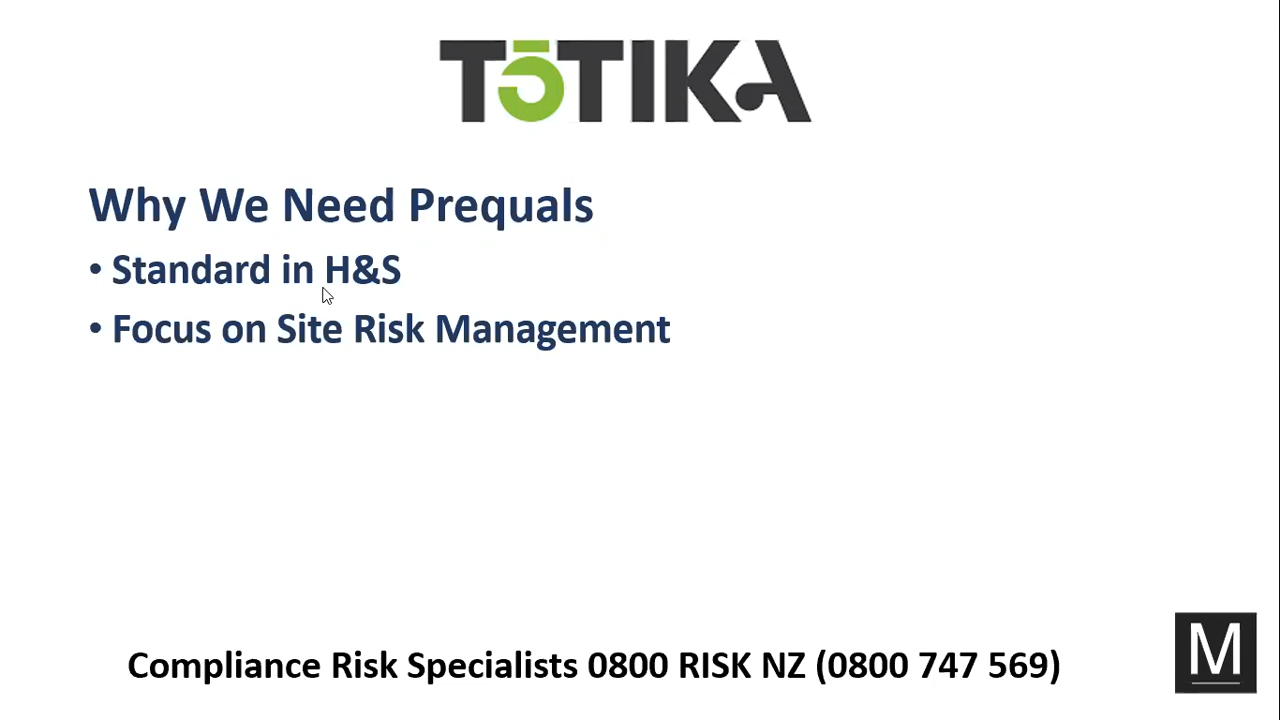 TŌTIKA
Why We Need Prequals
• Standard in H&S
• Focus on Site Risk Management
Compliance Risk Specialists 0800 RISK NZ (0800 747 569)
M